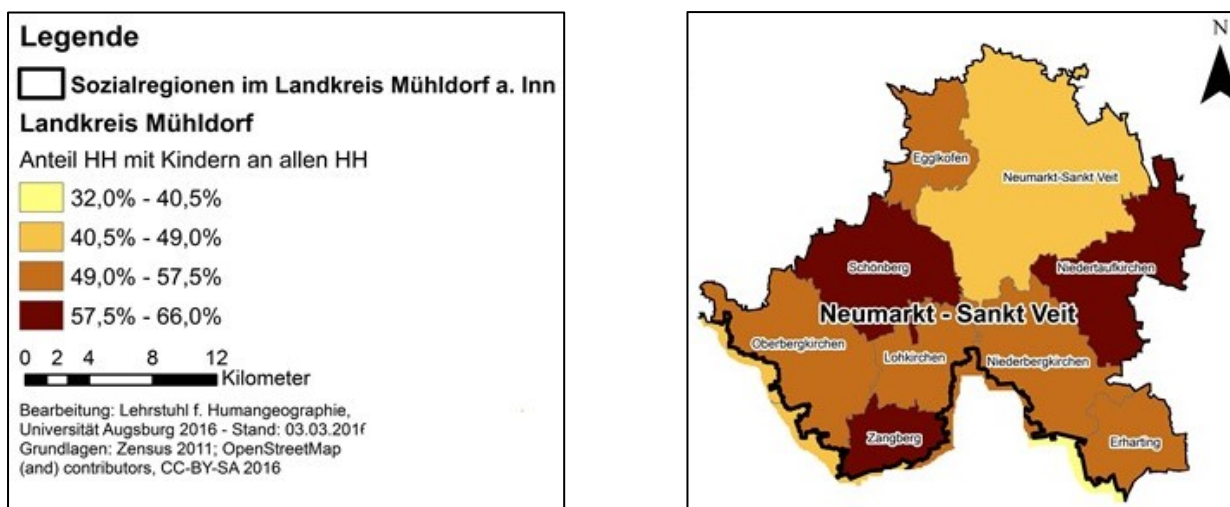 Legende
Sozialregionen im Landkreis Mühldorf a. Inn
Landkreis Mühldorf
Anteil HH mit Kindern an allen HH
32,0% - 40,5%
40,5% - 49,0%
49,0% - 57,5%
57,5% - 66,0%
0 2 4 8 12
Kilometer
Bearbeitung: Lehrstuhl f. Humangeographie,
Universität Augsburg 2016 - Stand: 03.03.2016
Grundlagen: Zensus 2011; OpenStreetMap
(and) contributors, CC-BY-SA 2016
N
Egglkofen
Neumarkt-Sankt Veit
Schönberg
Niedertaufkirchen
Neumarkt - Sankt Veit
Oberbergkirchen
Lohkirchen
Niederbergkirchen
Zangberg
Erharting